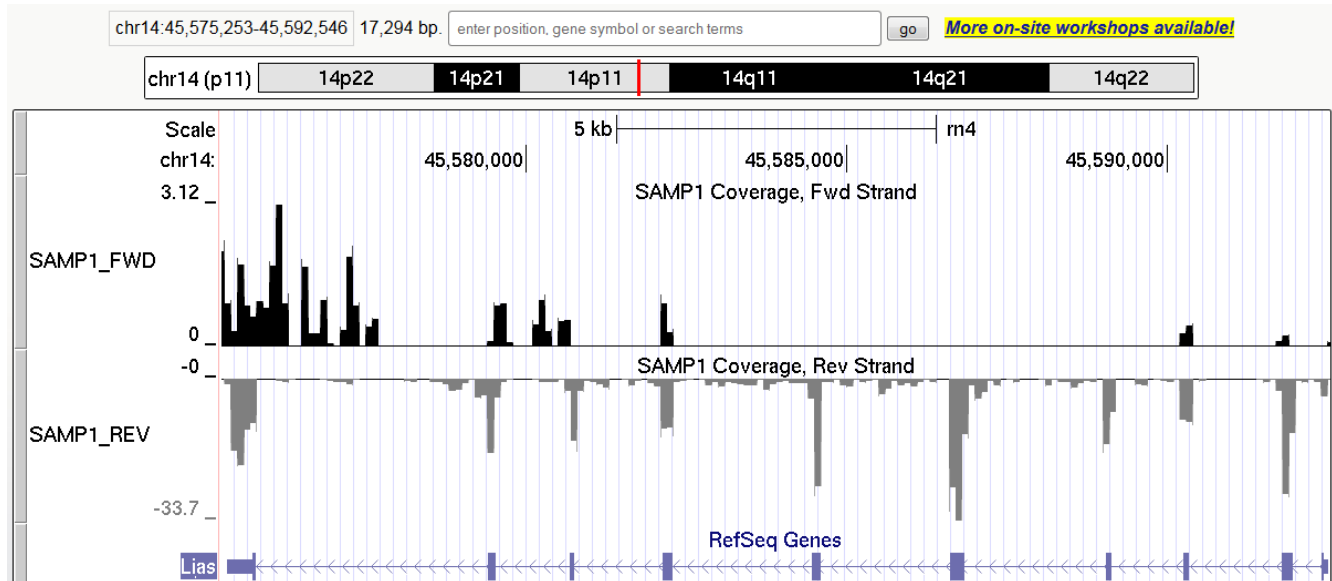 chr14:45,575,253-45,592,546 17,294 bp. enter position, gene symbol or search terms go More on-site workshops available!
chr14 (p11) 14p22 14p21 14p11 14q11 14q21 14q22
Scale 5 kb rn4
chr14: 45,580,000 45,585,000 45,590,000
3.12 _ SAMP1 Coverage, Fwd Strand
SAMP1_FWD
0 _
-0 _ SAMP1 Coverage, Rev Strand
SAMP1_REV
-33.7 _
RefSeq Genes
Lias